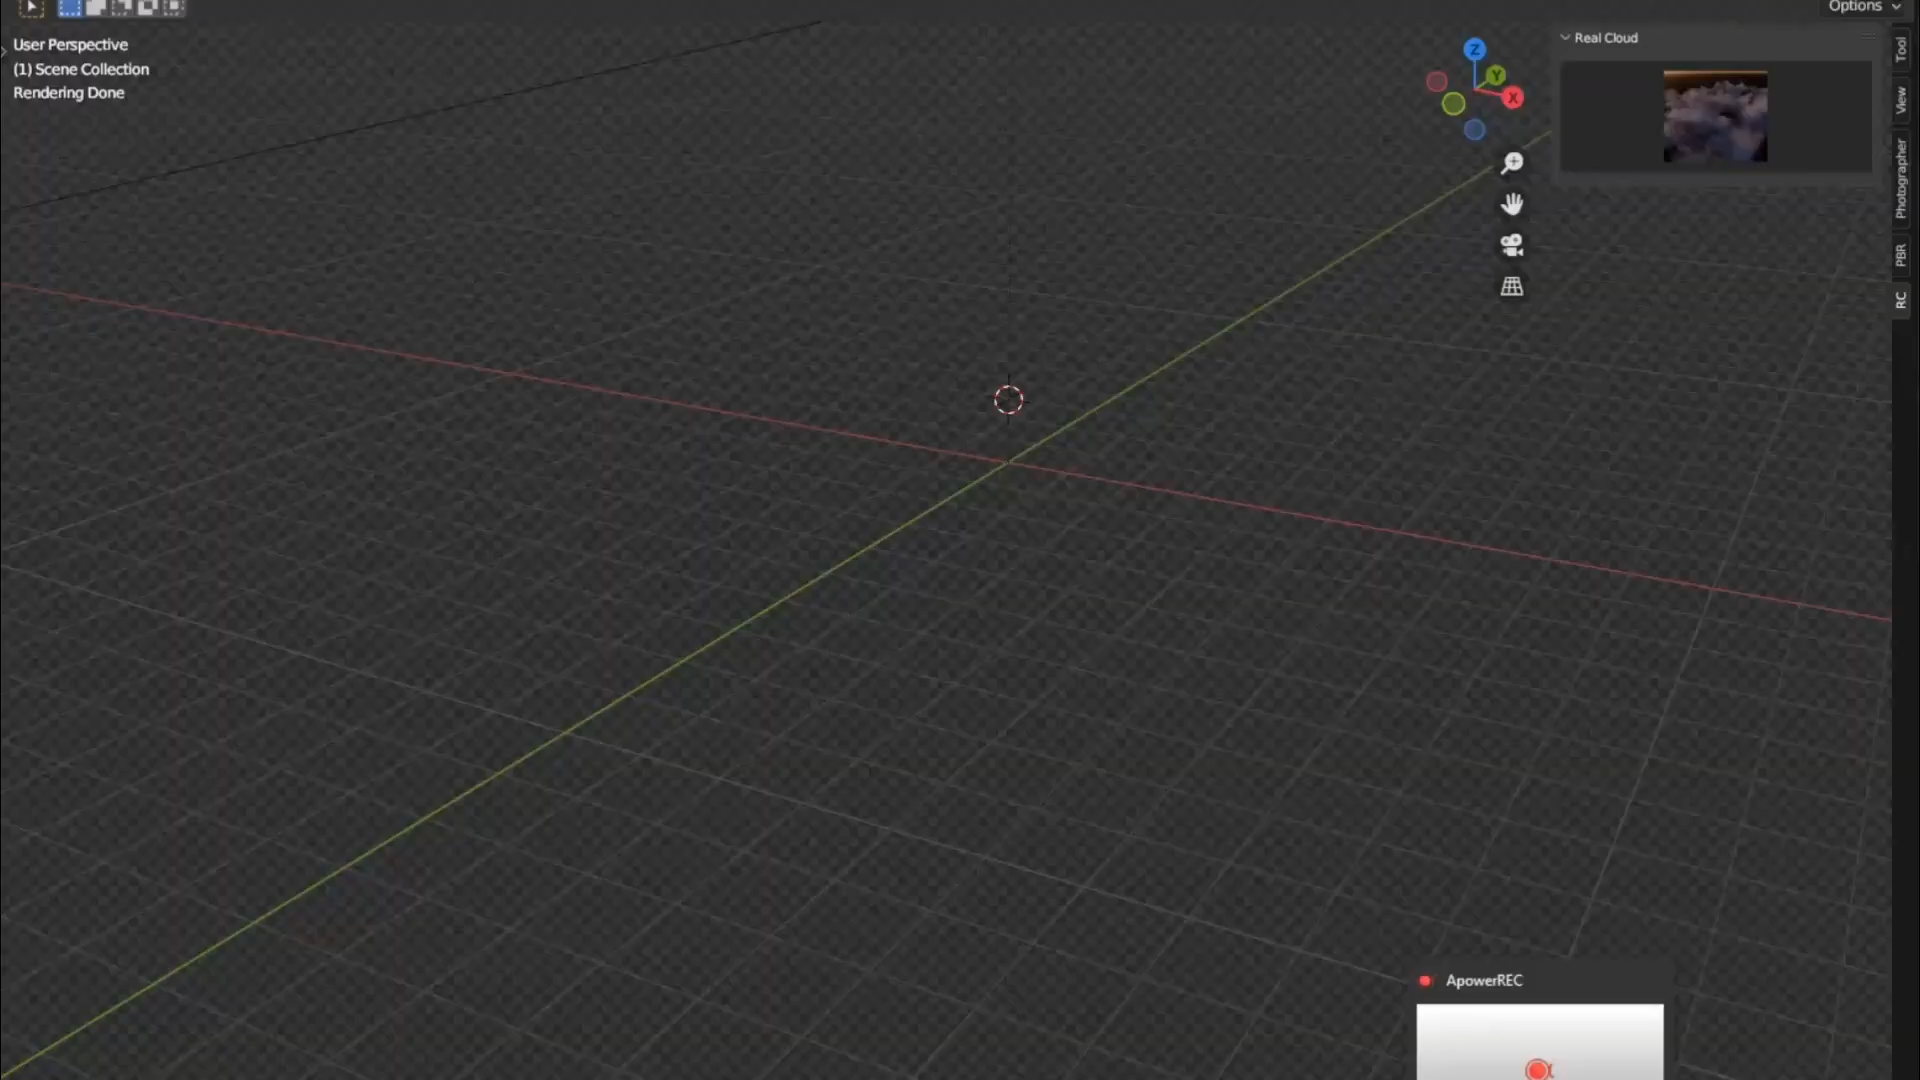 Options
User Perspective
(1) Scene Collection
Rendering Done
Z
Y
X
Real Cloud
Tool
View
Photographer
PBR
RC
ApowerREC